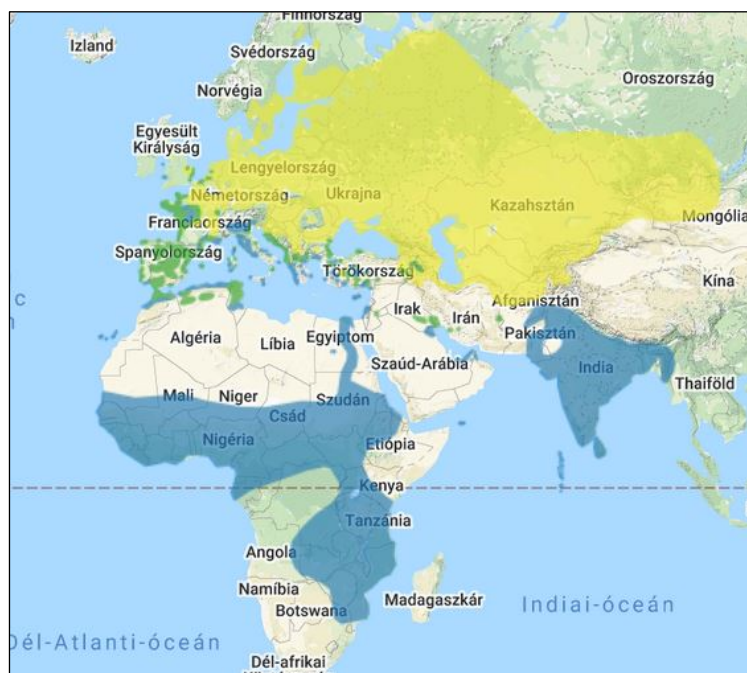 Finnország
Izland
Svédország
Oroszország
Norvégia
Egyesült
Királyság
Lengyelország
Németország
Ukrajna
Kazahsztán
Franciaország
Mongólia
Spanyolország
Törökország
Kína
Afganisztán
Irak
Irán
Algéria
Líbia
Egyiptom
Pakisztán
Szaúd-Arábia
India
Thaiföld
Mali
Niger
Szudán
Csád
Nigéria
Etiópia
Kenya
Tanzánia
Angola
Namíbia
Madagaszkár
Botswana
Indiai-óceán
Dél-Atlanti-óceán
Dél-afrikai